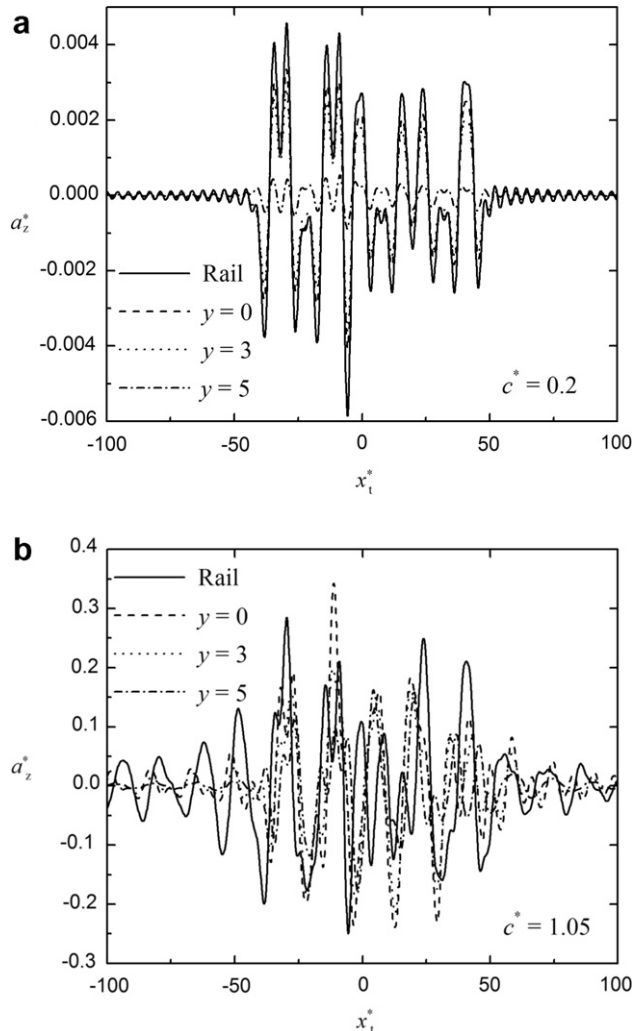 a
0.004
0.002
0.000
a*z
-0.002
Rail
y = 0
-0.004
y = 3
y = 5
c* = 0.2
-0.006
-100
-50
0
50
100
x*t
b
0.4
Rail
0.3
y = 0
0.2
y = 3
y = 5
0.1
a*z
0.0
-0.1
-0.2
c* = 1.05
-0.3
-100
-50
0
50
100
x*t